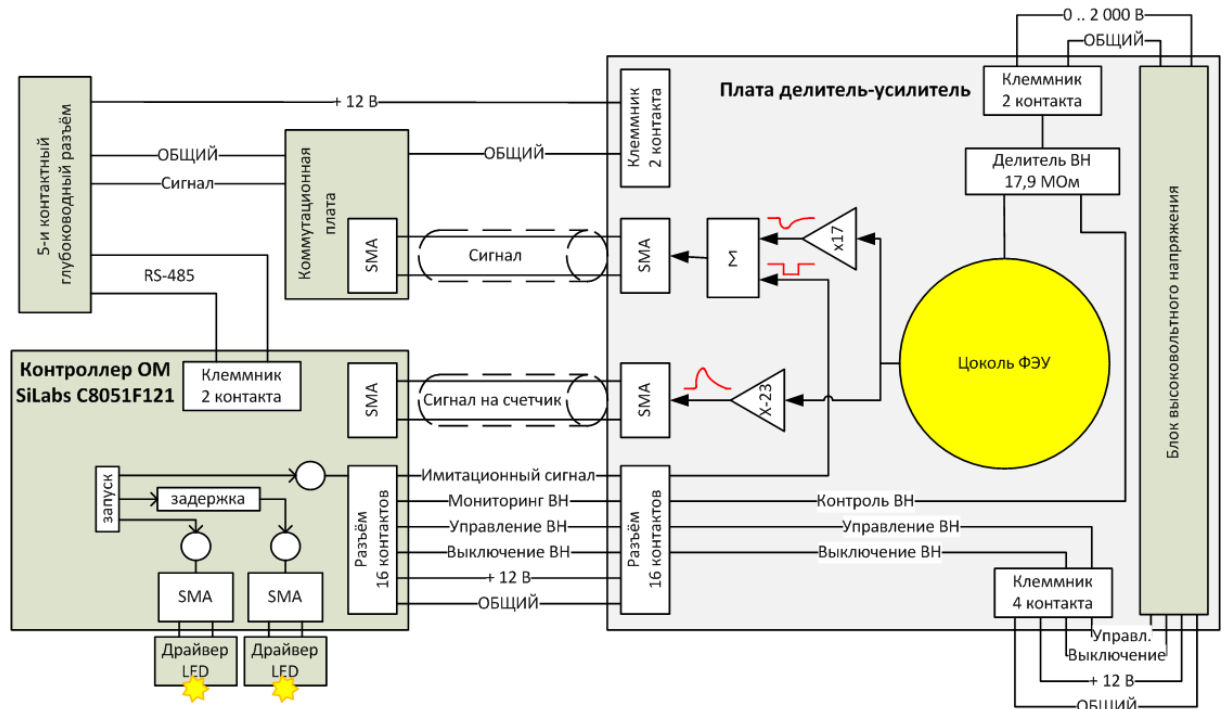 0 .. 2 000 В
ОБЩИЙ
Плата делитель-усилитель
Клеммник
2 контакта
+ 12 В
Клеммник
2 контакта
5-и контактный
глубоководный разъём
ОБЩИЙ
Сигнал
Коммутационная
плата
ОБЩИЙ
Делитель ВН
17,9 МОм
Блок высоковольтного напряжения
SMA
Сигнал
SMA
Σ
x17
RS-485
Цоколь ФЭУ
Контроллер ОМ
SiLabs C8051F121
Клеммник
2 контакта
SMA
Сигнал на счетчик
SMA
X-23
запуск
задержка
Разъём
16 контактов
Имитационный сигнал
Мониторинг ВН
Управление ВН
Выключение ВН
+ 12 В
ОБЩИЙ
Разъём
16 контактов
Контроль ВН
Управление ВН
Выключение ВН
SMA
SMA
Клеммник
4 контакта
Драйвер
LED
Драйвер
LED
Управл.
Выключение
+ 12 В
ОБЩИЙ